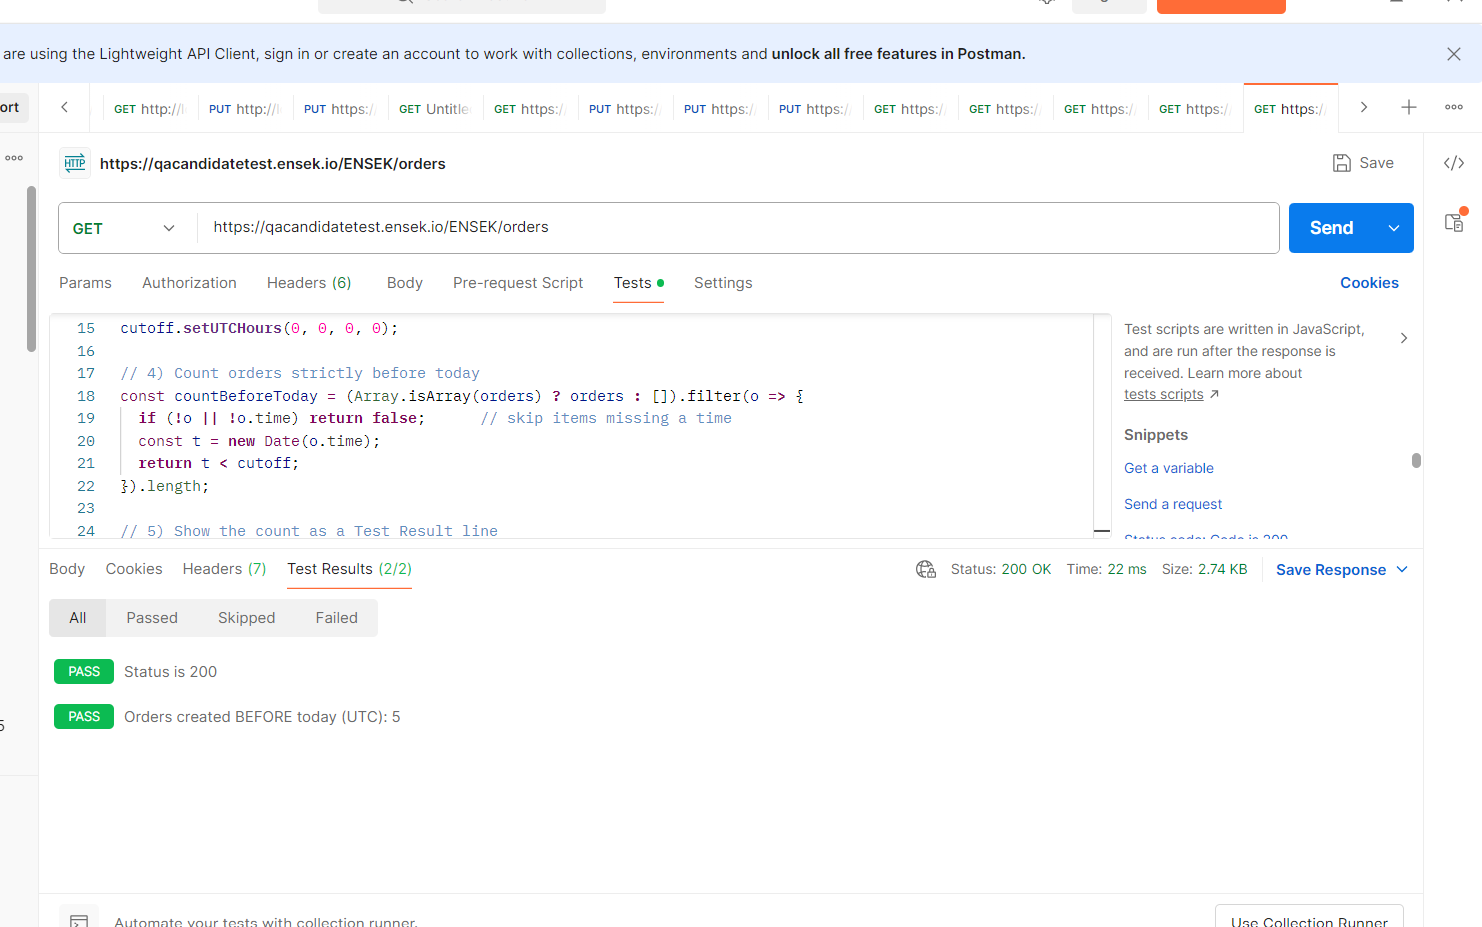 are using the Lightweight API Client, sign in or create an account to work with collections, environments and unlock all free features in Postman.
ort
GET http://l
PUT http://l
PUT https:/
GET Untitle
GET https:/
PUT https:/
PUT https:/
PUT https:/
GET https:/
GET https:/
GET https:/
GET https:/
GET https:/
HTTP https://qacandidatetest.ensek.io/ENSEK/orders
Save
GET
https://qacandidatetest.ensek.io/ENSEK/orders
Send
Params Authorization Headers (6) Body Pre-request Script Tests Settings
Cookies
15 cutoff.setUTCHours(0, 0, 0, 0);
16
17 // 4) Count orders strictly before today
18 const countBeforeToday = (Array.isArray(orders) ? orders : []).filter(o => {
19 if (!o || !o.time) return false; // skip items missing a time
20 const t = new Date(o.time);
21 return t < cutoff;
22 }).length;
23
24 // 5) Show the count as a Test Result line
Test scripts are written in JavaScript,
and are run after the response is
received. Learn more about
tests scripts ↗
Snippets
Get a variable
Send a request
Status code: Code is 200
Body Cookies Headers (7) Test Results (2/2)
Status: 200 OK Time: 22 ms Size: 2.74 KB Save Response
All Passed Skipped Failed
PASS Status is 200
PASS Orders created BEFORE today (UTC): 5
5
Automate your tests with collection runner.
Use Collection Runner